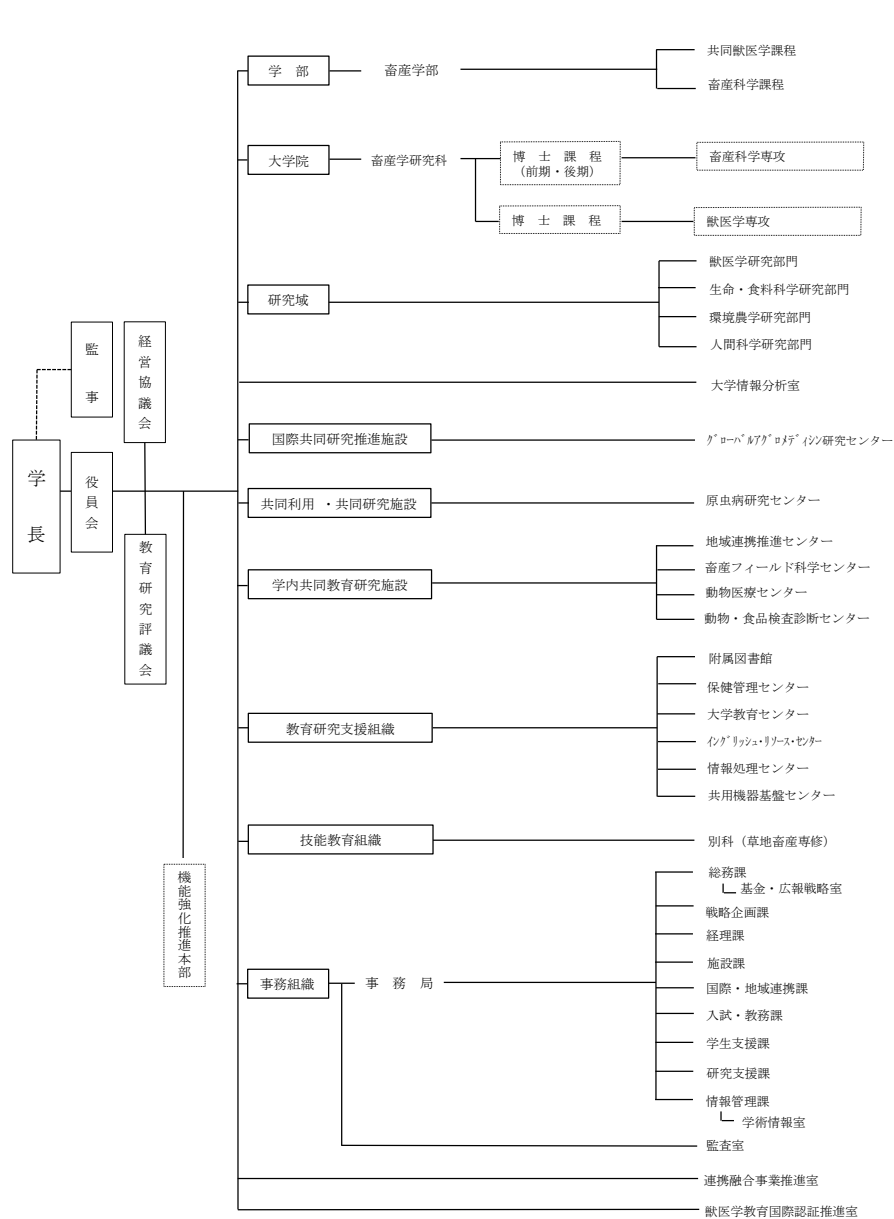 学　部
畜産学部
共同獣医学課程
畜産科学課程
大学院
畜産学研究科
博　士　課　程
（前期・後期）
畜産科学専攻
博　士　課　程
獣医学専攻
研究域
獣医学研究部門
生命・食料科学研究部門
環境農学研究部門
人間科学研究部門
監事
経営協議会
大学情報分析室
国際共同研究推進施設
ｸﾞﾛｰﾊﾞﾙｱｸﾞﾛﾒﾃﾞｨｼﾝ研究センター
学長
役員会
共同利用 ・共同研究施設
原虫病研究センター
教育研究評議会
学内共同教育研究施設
地域連携推進センター
畜産フィールド科学センター
動物医療センター
動物・食品検査診断センター
教育研究支援組織
附属図書館
保健管理センター
大学教育センター
ｲﾝｸﾞﾘｯｼｭ・ﾘｿｰｽ・ｾﾝﾀｰ
情報処理センター
共用機器基盤センター
技能教育組織
別科（草地畜産専修）
機能強化推進本部
事務組織
事　務　局
総務課
基金・広報戦略室
戦略企画課
経理課
施設課
国際・地域連携課
入試・教務課
学生支援課
研究支援課
情報管理課
学術情報室
監査室
連携融合事業推進室
獣医学教育国際認証推進室